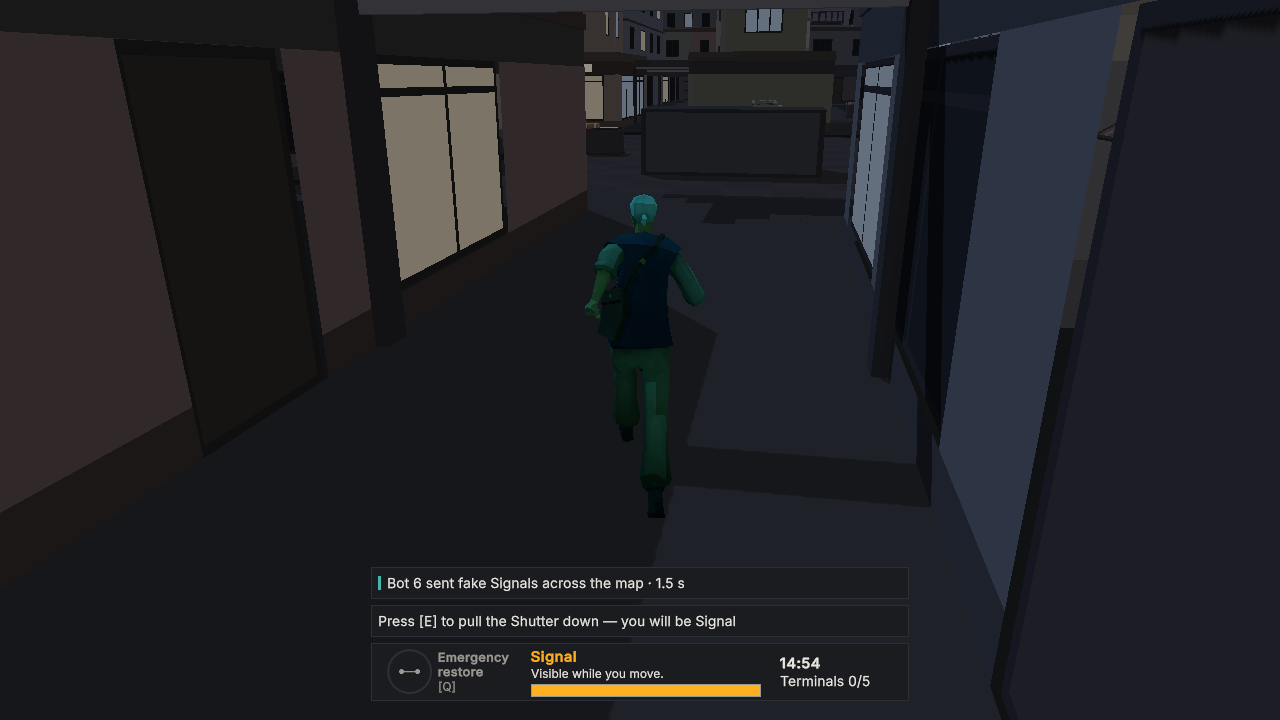 Bot 6 sent fake Signals across the map · 1.5 s
Press [E] to pull the Shutter down — you will be Signal
Emergency restore
[Q]
Signal
Visible while you move.
14:54
Terminals 0/5